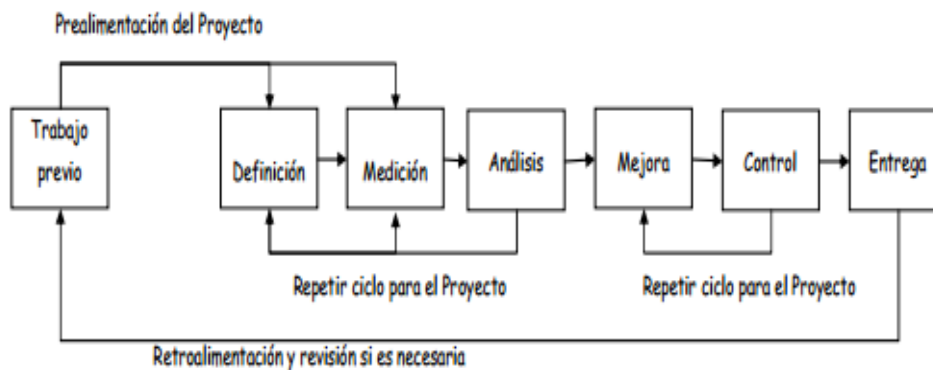 Prealimentación del Proyecto
Trabajo
previo
Definición
Medición
Análisis
Mejora
Control
Entrega
Repetir ciclo para el Proyecto
Repetir ciclo para el Proyecto
Retroalimentación y revisión si es necesaria